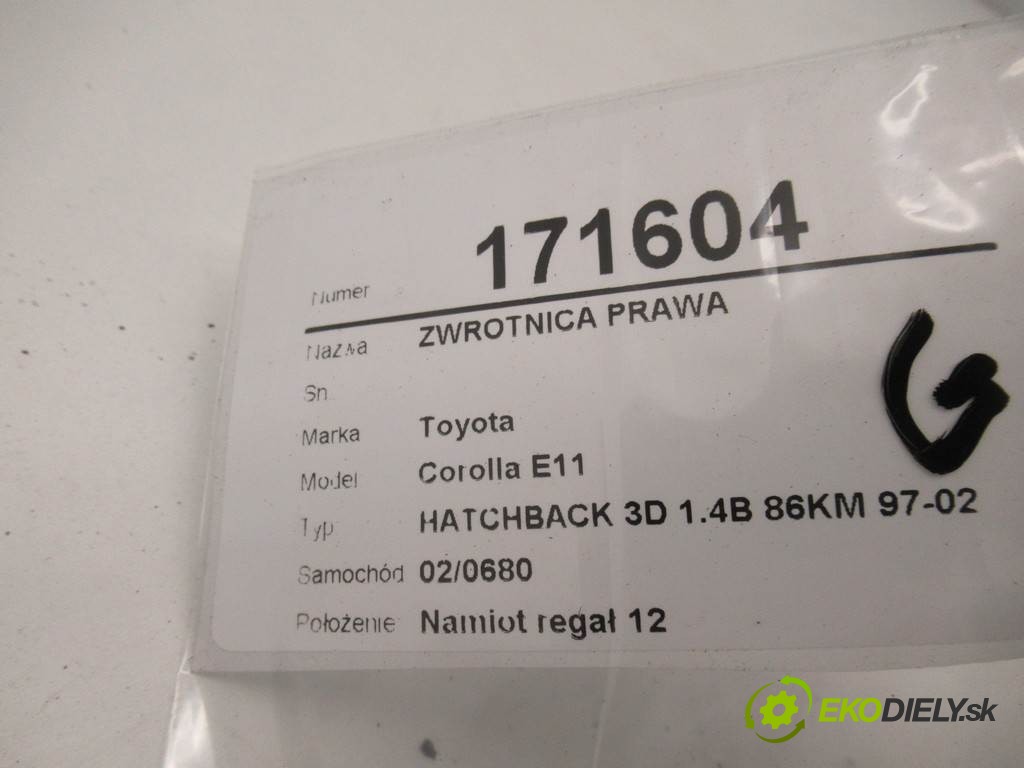 Numer 171604
Nazwa ZWROTNICA PRAWA
Sn
Marka Toyota
Model Corolla E11
Typ HATCHBACK 3D 1.4B 86KM 97-02
Samochód 02/0680
Położenie Namiot regał 12
EKODIELY.sk